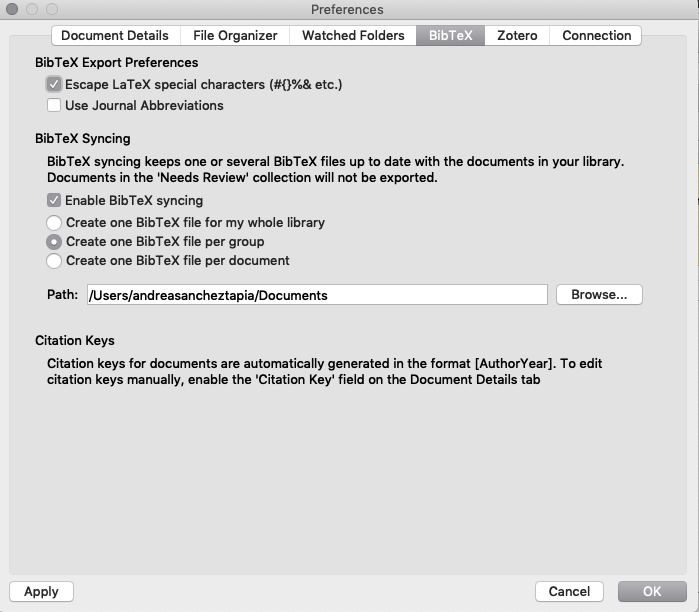 Preferences
Document Details File Organizer Watched Folders BibTeX Zotero Connection
BibTeX Export Preferences
Escape LaTeX special characters (#{}%& etc.)
Use Journal Abbreviations
BibTeX Syncing
BibTeX syncing keeps one or several BibTeX files up to date with the documents in your library.
Documents in the 'Needs Review' collection will not be exported.
Enable BibTeX syncing
Create one BibTeX file for my whole library
Create one BibTeX file per group
Create one BibTeX file per document
Path: /Users/andreasancheztapia/Documents Browse...
Citation Keys
Citation keys for documents are automatically generated in the format [AuthorYear]. To edit
citation keys manually, enable the 'Citation Key' field on the Document Details tab
Apply Cancel OK